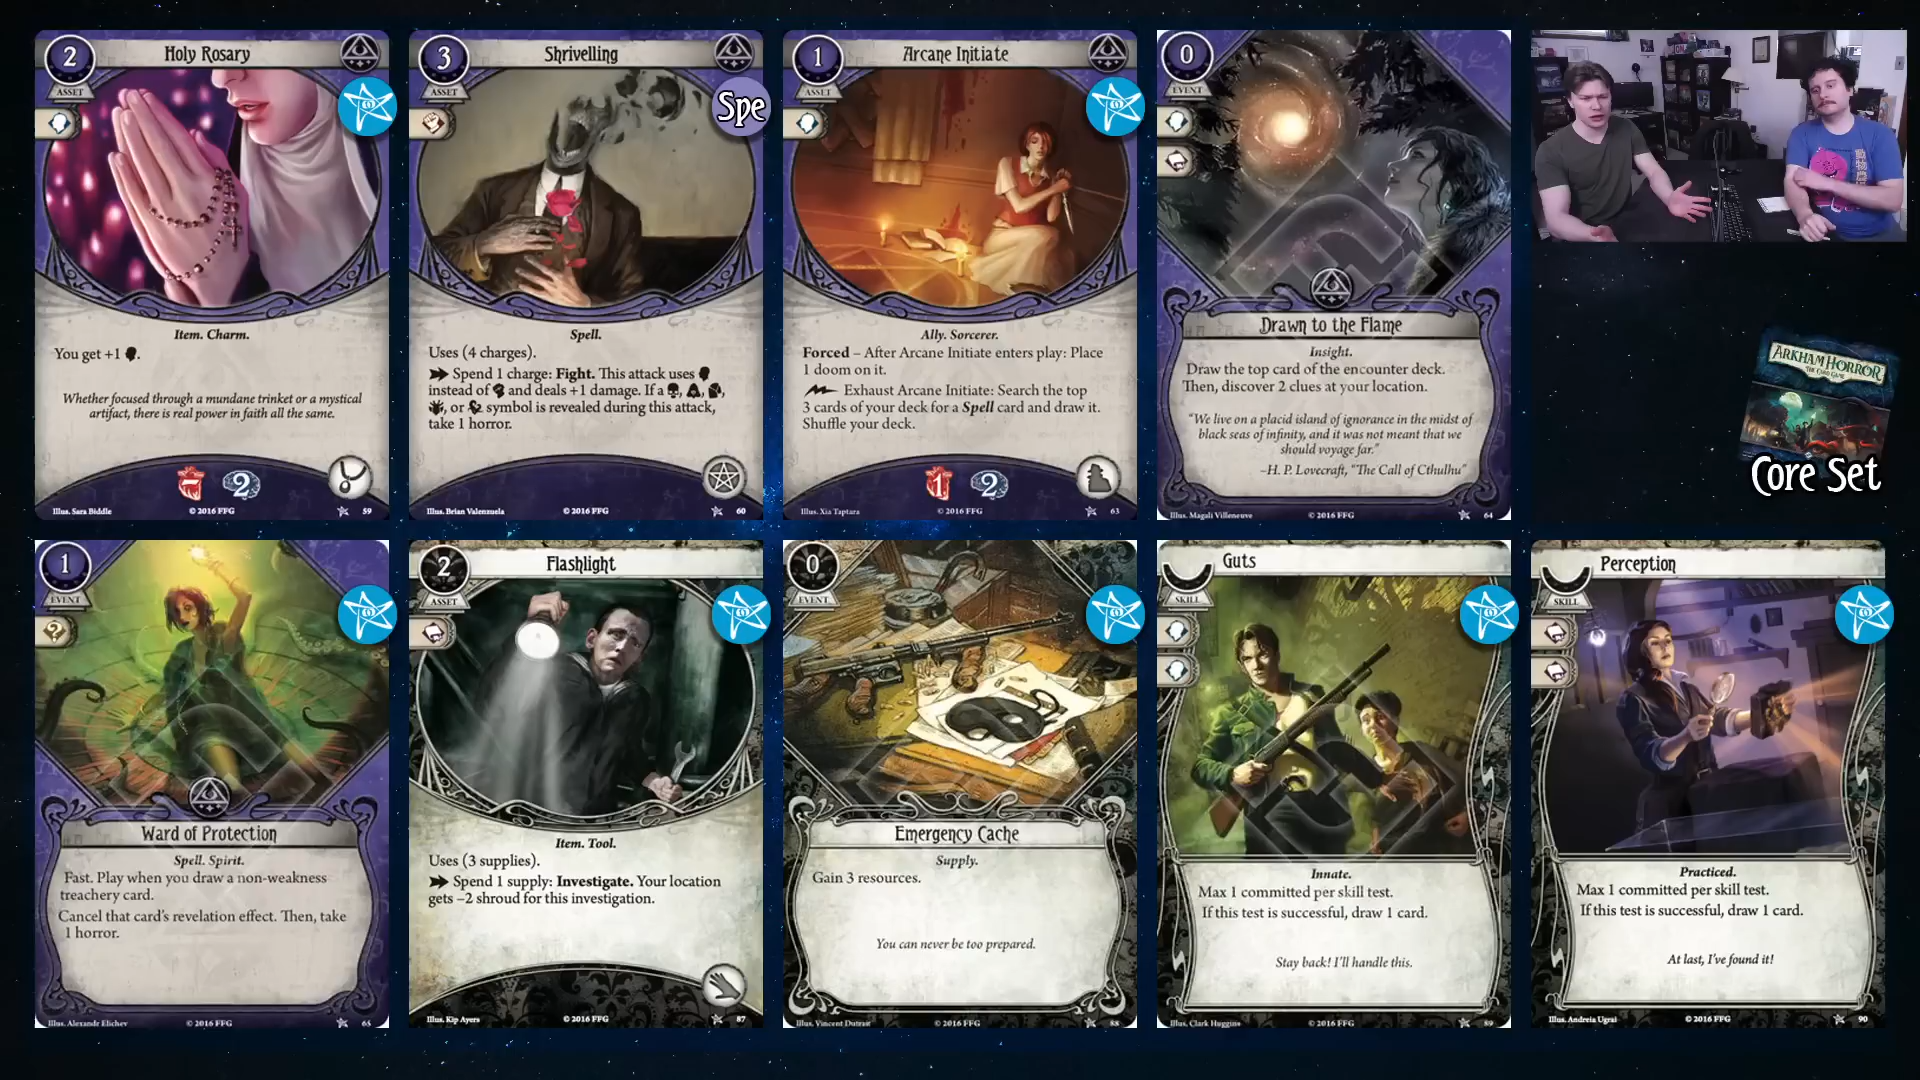 2
Holy Rosary
ASSET
Item. Charm.
You get +1 .
Whether focused through a mundane trinket or a mystical
artifact, there is real power in faith all the same.
–
2
Illus. Sara Biddle
© 2016 FFG
59
3
Shrivelling
ASSET
Spe
Spell.
Uses (4 charges).
Spend 1 charge: Fight. This attack uses
instead of and deals +1 damage. If a , , ,
, or symbol is revealed during this attack,
take 1 horror.
Illus. Brian Valenzuela
© 2016 FFG
60
1
Arcane Initiate
ASSET
Ally. Sorcerer.
Forced – After Arcane Initiate enters play: Place
1 doom on it.
Exhaust Arcane Initiate: Search the top
3 cards of your deck for a Spell card and draw it.
Shuffle your deck.
1
2
Illus. Xia Taptara
© 2016 FFG
63
0
EVENT
Drawn to the Flame
Insight.
Draw the top card of the encounter deck.
Then, discover 2 clues at your location.
"We live on a placid island of ignorance in the midst of
black seas of infinity, and it was not meant that we
should voyage far."
–H. P. Lovecraft, "The Call of Cthulhu"
Illus. Magali Villeneuve
© 2016 FFG
64
ARKHAM HORROR
THE CARD GAME
Core Set
1
EVENT
?
Ward of Protection
Spell. Spirit.
Fast. Play when you draw a non-weakness
treachery card.
Cancel that card's revelation effect. Then, take
1 horror.
Illus. Alexandr Elichev
© 2016 FFG
65
2
Flashlight
ASSET
Item. Tool.
Uses (3 supplies).
Spend 1 supply: Investigate. Your location
gets –2 shroud for this investigation.
Illus. Kip Ayers
© 2016 FFG
87
0
EVENT
Emergency Cache
Supply.
Gain 3 resources.
You can never be too prepared.
Illus. Vincent Dutrait
© 2016 FFG
88
Guts
SKILL
Innate.
Max 1 committed per skill test.
If this test is successful, draw 1 card.
Stay back! I'll handle this.
Illus. Clark Huggins
© 2016 FFG
89
Perception
SKILL
Practiced.
Max 1 committed per skill test.
If this test is successful, draw 1 card.
At last, I've found it!
Illus. Andreia Ugrai
© 2016 FFG
90